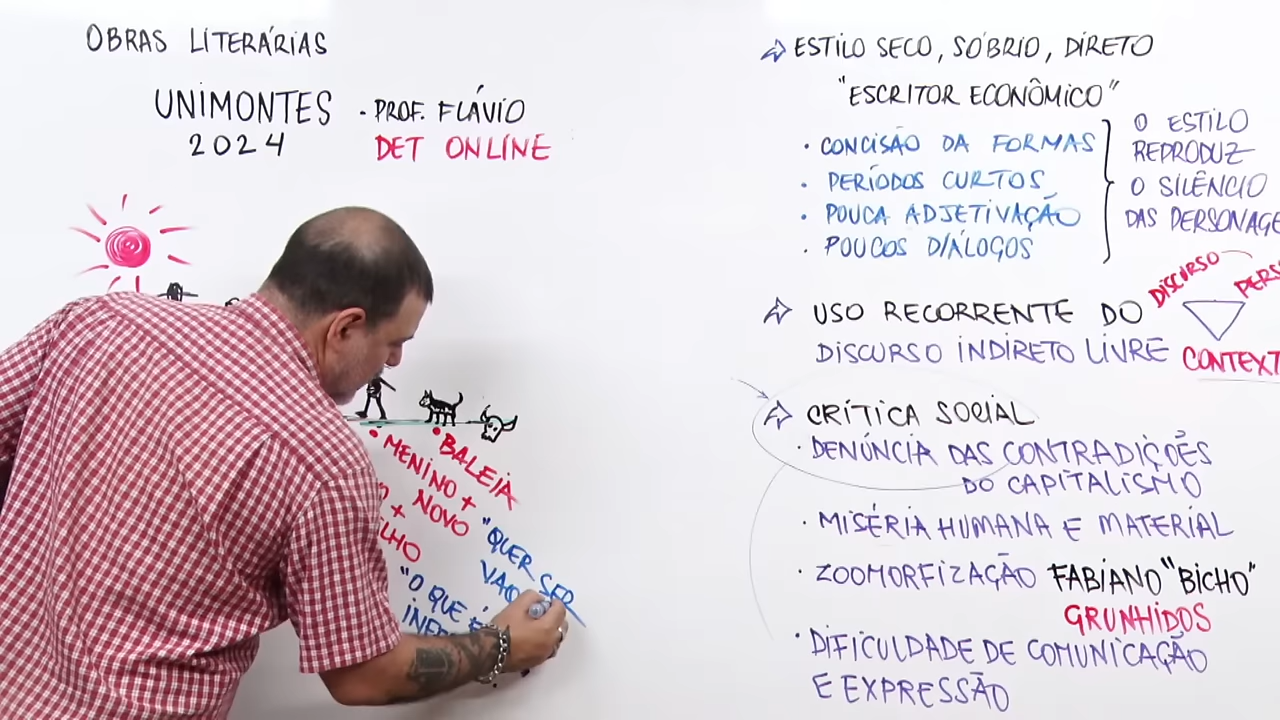 OBRAS LITERÁRIAS
UNIMONTES
2024
· PROF. FLÁVIO
DET ONLINE
• BALEIA
• MENINO +
NOVO
+
LHO
"QUER SER
"O QUE É
⇨ ESTILO SECO, SÓBRIO, DIRETO
"ESCRITOR ECONÔMICO"
· CONCISÃO DA FORMAS
· PERÍODOS CURTOS
· POUCA ADJETIVAÇÃO
· POUCOS DIÁLOGOS
O ESTILO
REPRODUZ
O SILÊNCIO
DAS PERSONAGE
⇨ USO RECORRENTE DO
DISCURSO INDIRETO LIVRE
DISCURSO
PERS
CONTEXT
⇨ CRÍTICA SOCIAL
· DENÚNCIA DAS CONTRADIÇÕES
DO CAPITALISMO
· MISÉRIA HUMANA E MATERIAL
· ZOOMORFIZAÇÃO FABIANO "BICHO"
GRUNHIDOS
· DIFICULDADE DE COMUNICAÇÃO
E EXPRESSÃO